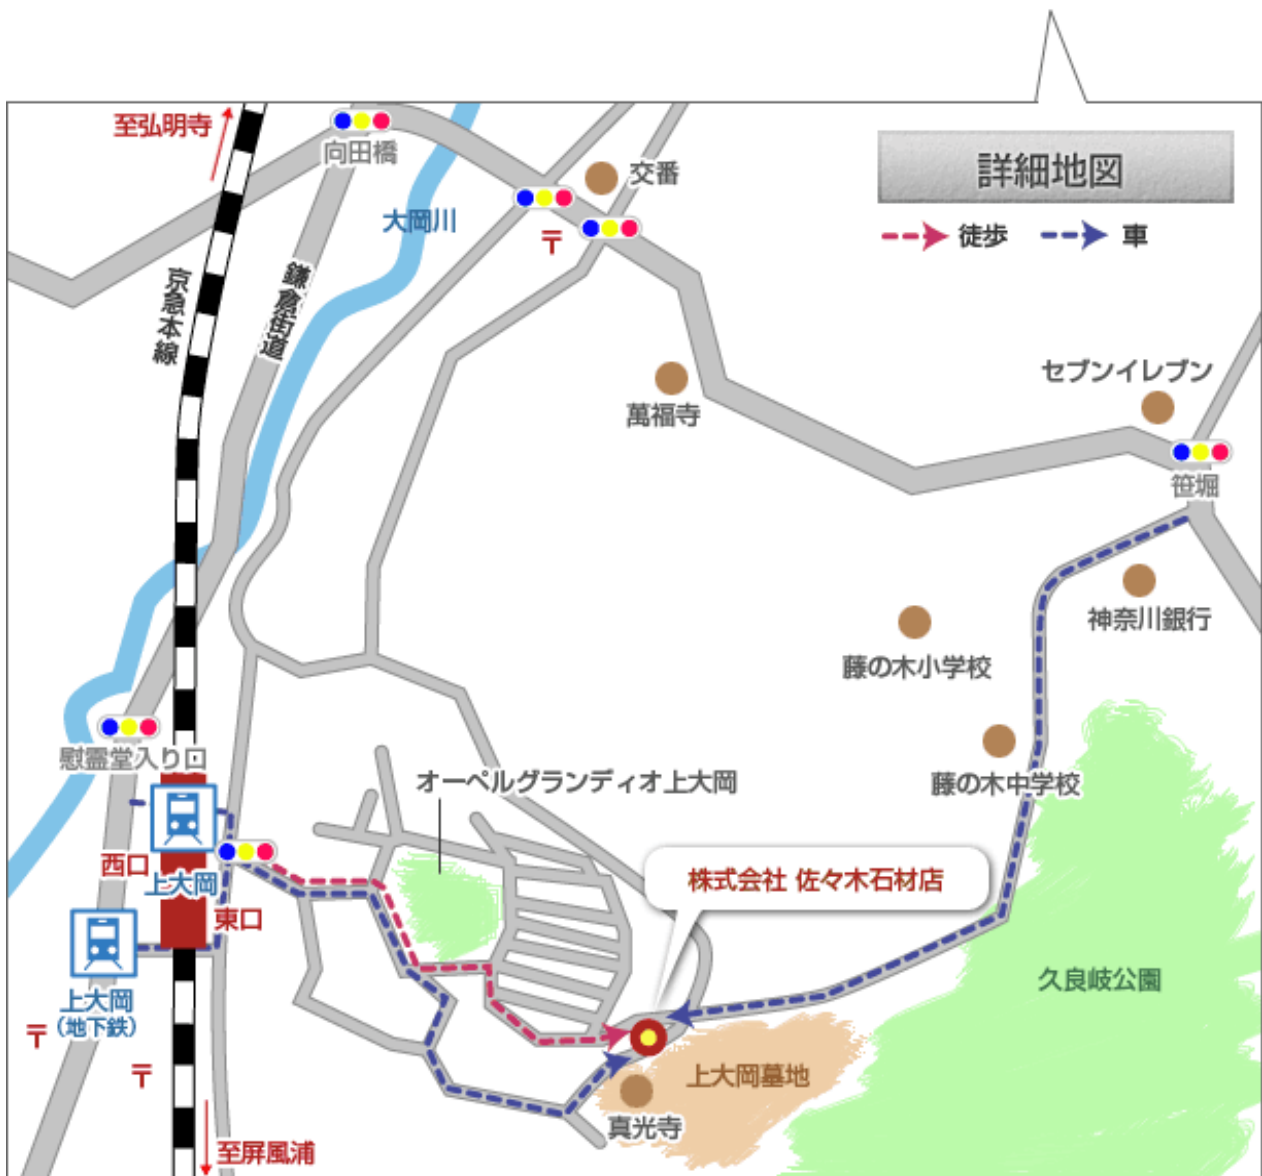 至弘明寺
向田橋
交番
詳細地図
大岡川
〒
徒歩
車
京急本線
鎌倉街道
セブンイレブン
萬福寺
笹堀
神奈川銀行
藤の木小学校
慰霊堂入り口
オーペルグランディオ上大岡
藤の木中学校
西口
上大岡
株式会社 佐々木石材店
東口
久良岐公園
上大岡
(地下鉄)
〒
〒
上大岡墓地
真光寺
至屏風浦